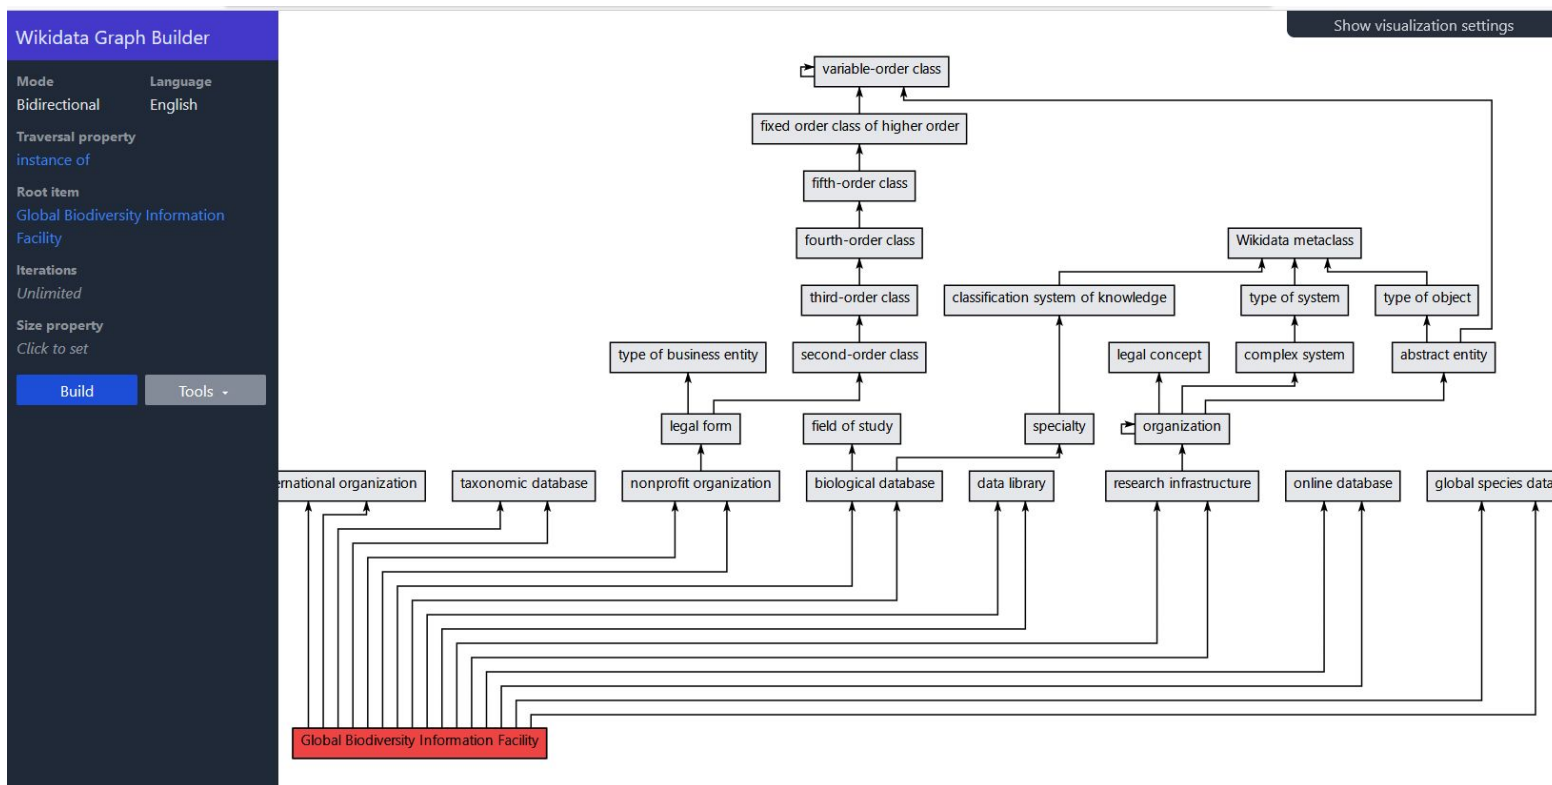 Wikidata Graph Builder
Show visualization settings
Mode
Language
Bidirectional
English
Traversal property
instance of
Root item
Global Biodiversity Information
Facility
Iterations
Unlimited
Size property
Click to set
Build
Tools
variable-order class
fixed order class of higher order
fifth-order class
fourth-order class
Wikidata metaclass
third-order class
classification system of knowledge
type of system
type of object
type of business entity
second-order class
legal concept
complex system
abstract entity
legal form
field of study
specialty
organization
ernational organization
taxonomic database
nonprofit organization
biological database
data library
research infrastructure
online database
global species data
Global Biodiversity Information Facility